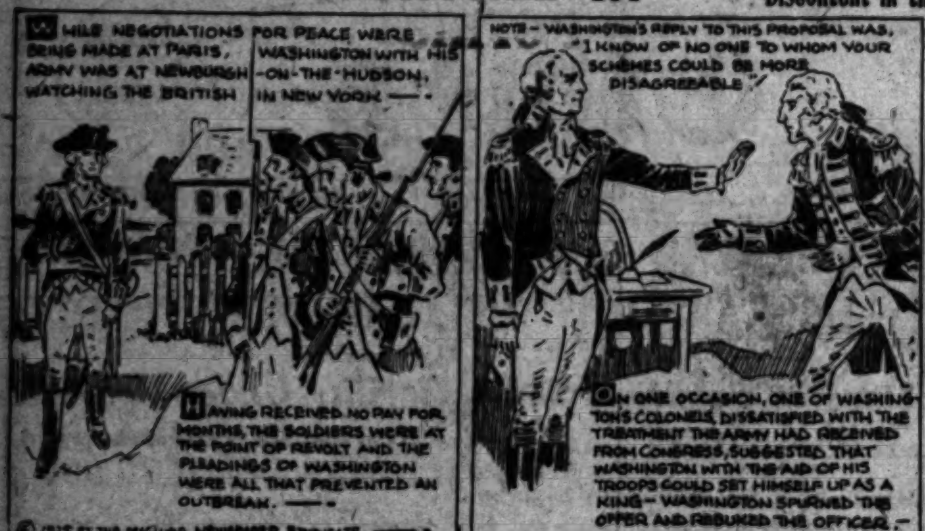 Discontent in
WHILE NEGOTIATIONS FOR PEACE WERE
BEING MADE AT PARIS, WASHINGTON WITH HIS
ARMY WAS AT NEWBURGH-ON-THE-HUDSON,
WATCHING THE BRITISH IN NEW YORK —-
HAVING RECEIVED NO PAY FOR
MONTHS, THE SOLDIERS WERE AT
THE POINT OF REVOLT AND THE
PLEADINGS OF WASHINGTON
WERE ALL THAT PREVENTED AN
OUTBREAK. —-
©
NOTE- WASHINGTON'S REPLY TO THIS PROPOSAL WAS,
"I KNOW OF NO ONE TO WHOM YOUR
SCHEMES COULD BE MORE
DISAGREEABLE."
ON ONE OCCASION, ONE OF WASHING-
TON'S COLONELS, DISSATISFIED WITH THE
TREATMENT THE ARMY HAD RECEIVED
FROM CONGRESS, SUGGESTED THAT
WASHINGTON WITH THE AID OF HIS
TROOPS COULD SET HIMSELF UP AS A
KING- WASHINGTON SPURNED THE
OFFER AND REBUKED THE OFFICER.-